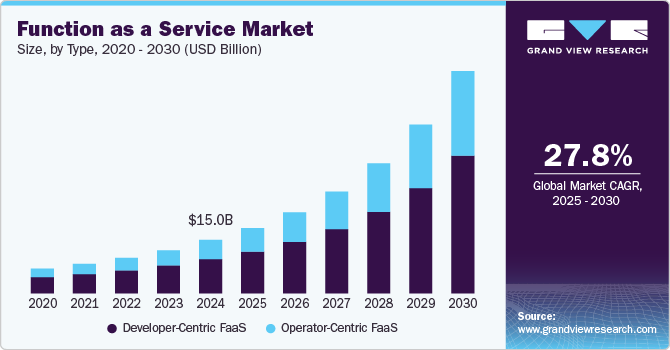 Function as a Service Market
Size, by Type, 2020 - 2030 (USD Billion)
$15.0B
2020 2021 2022 2023 2024 2025 2026 2027 2028 2029 2030
Developer-Centric FaaS Operator-Centric FaaS
GRAND VIEW RESEARCH
27.8%
Global Market CAGR,
2025 - 2030
Source:
www.grandviewresearch.com